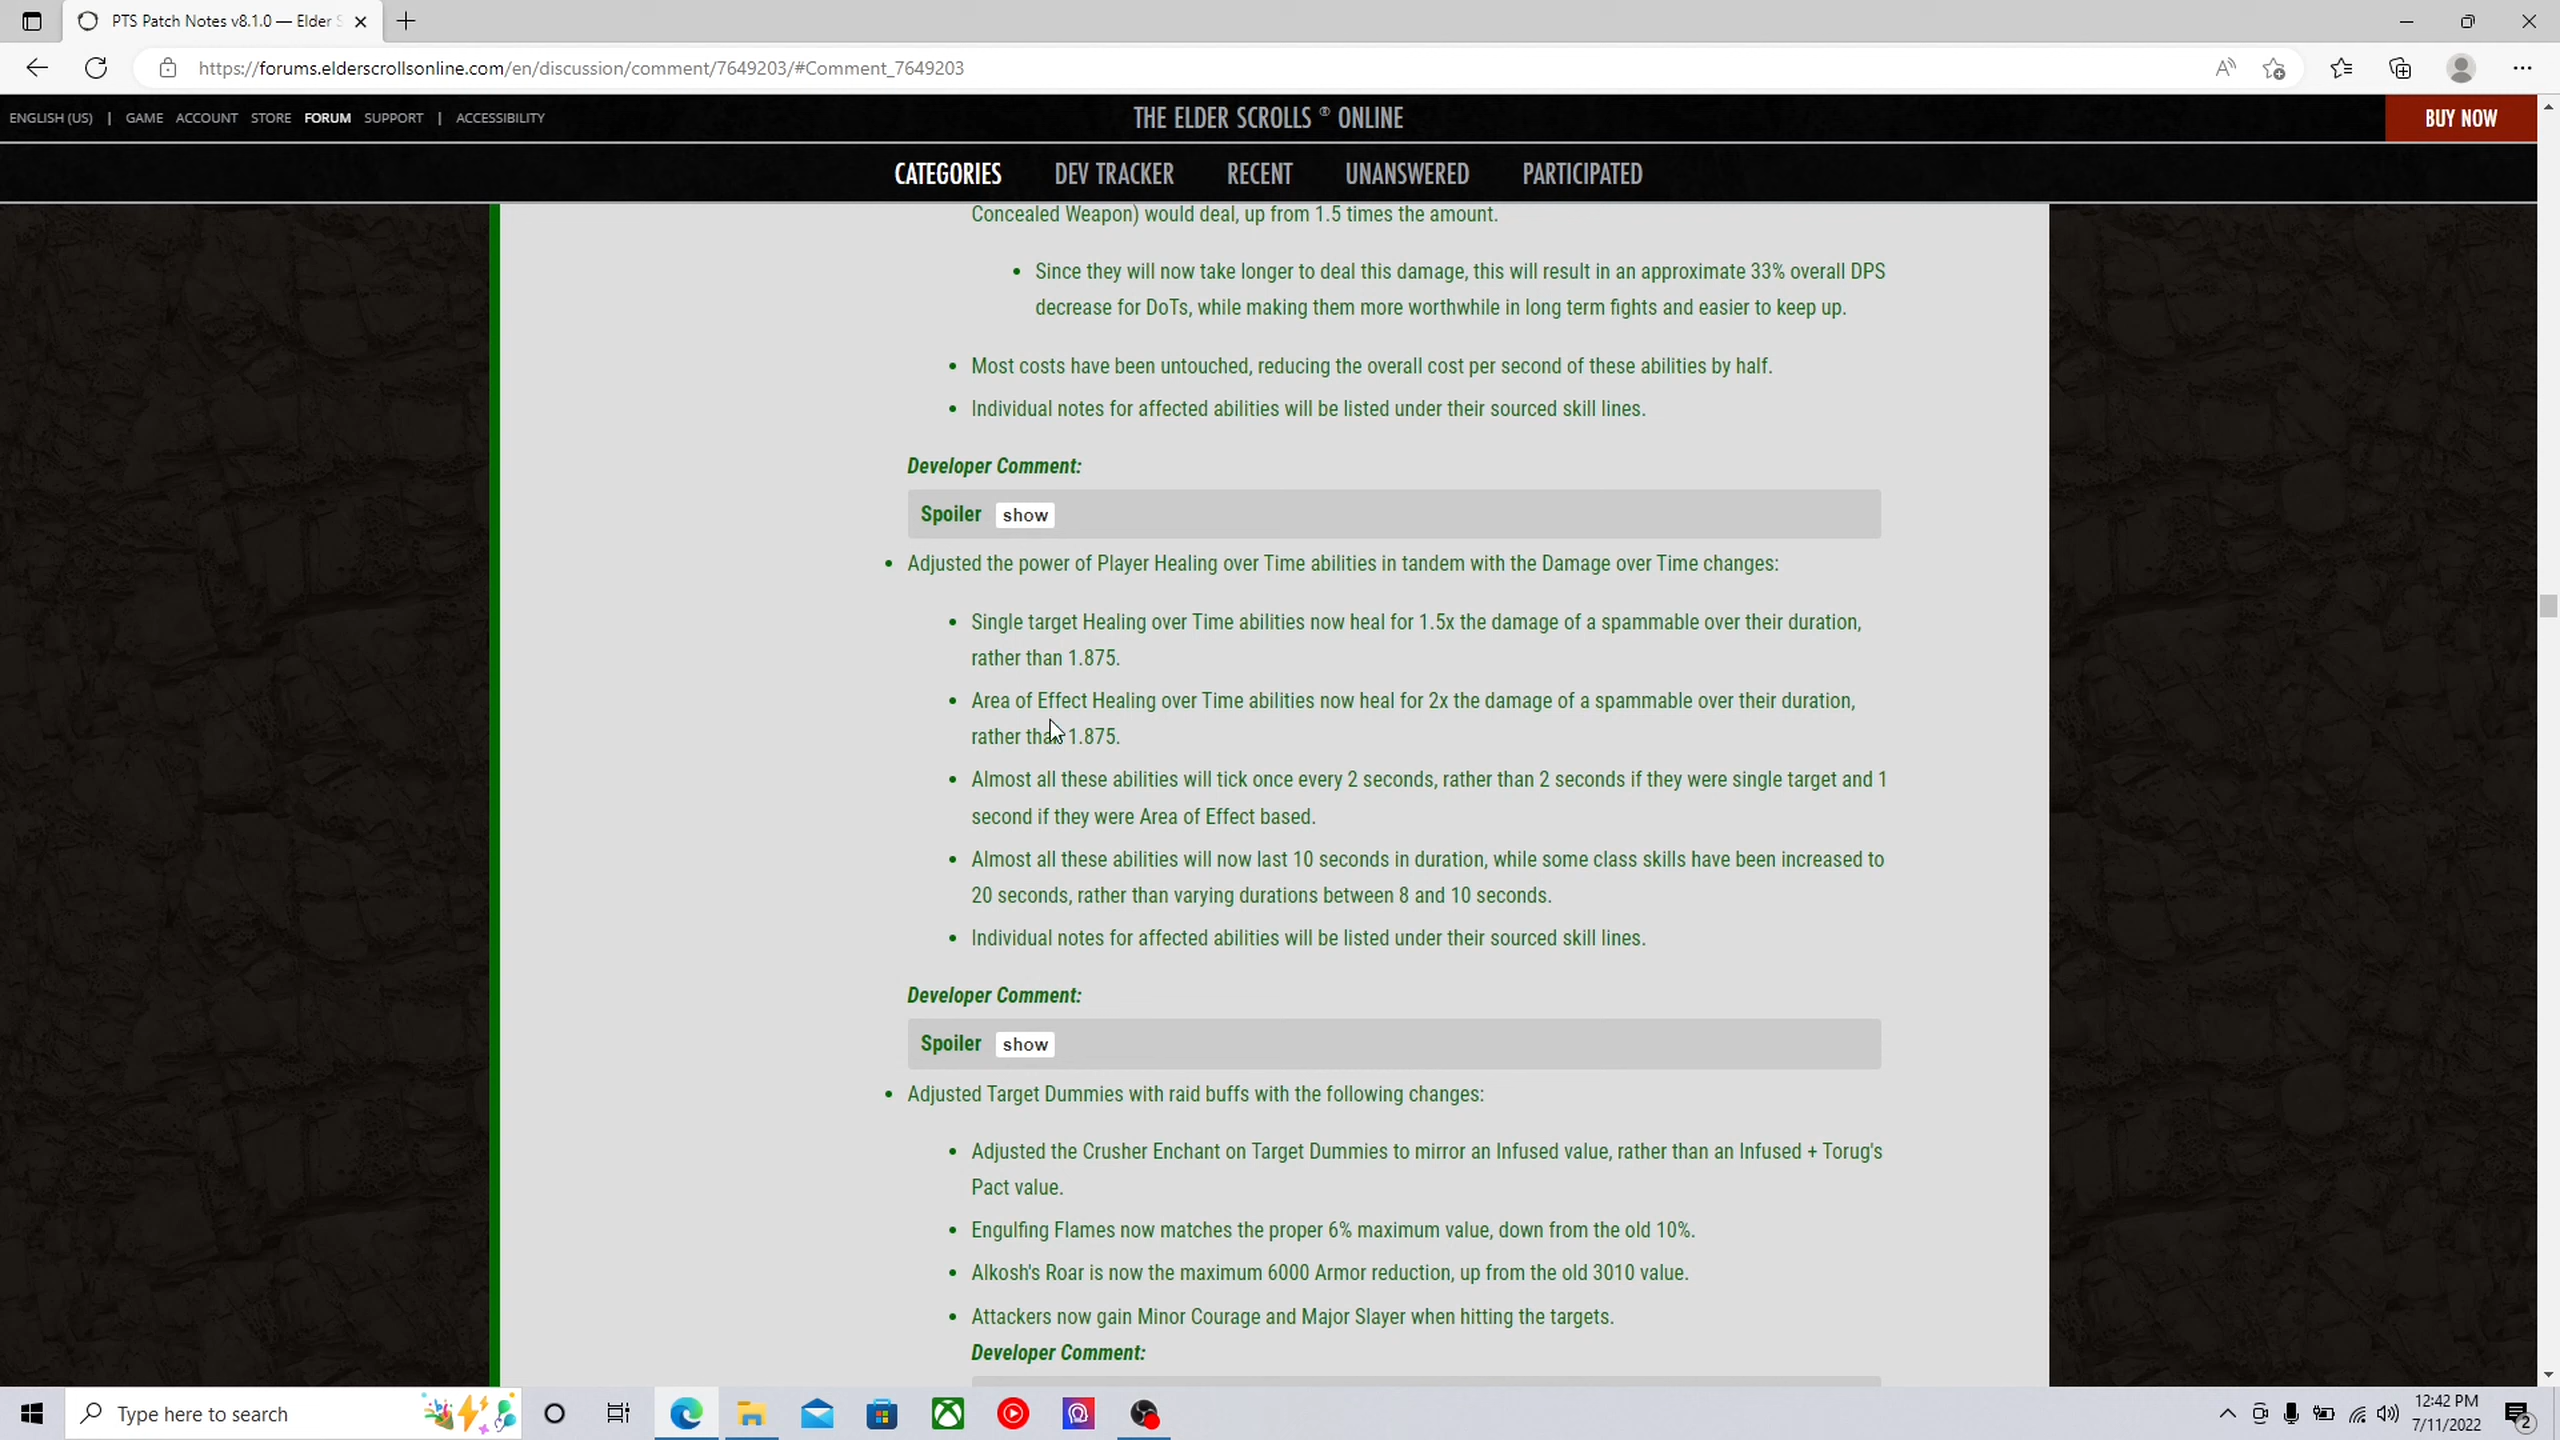 PTS Patch Notes v8.1.0 — Elder S
https://forums.elderscrollsonline.com/en/discussion/comment/7649203/#Comment_7649203
ENGLISH (US) | GAME ACCOUNT STORE FORUM SUPPORT | ACCESSIBILITY
THE ELDER SCROLLS ® ONLINE
BUY NOW
CATEGORIES DEV TRACKER RECENT UNANSWERED PARTICIPATED
Concealed Weapon) would deal, up from 1.5 times the amount.
• Since they will now take longer to deal this damage, this will result in an approximate 33% overall DPS
decrease for DoTs, while making them more worthwhile in long term fights and easier to keep up.
• Most costs have been untouched, reducing the overall cost per second of these abilities by half.
• Individual notes for affected abilities will be listed under their sourced skill lines.
Developer Comment:
Spoiler show
• Adjusted the power of Player Healing over Time abilities in tandem with the Damage over Time changes:
• Single target Healing over Time abilities now heal for 1.5x the damage of a spammable over their duration,
rather than 1.875.
• Area of Effect Healing over Time abilities now heal for 2x the damage of a spammable over their duration,
rather than 1.875.
• Almost all these abilities will tick once every 2 seconds, rather than 2 seconds if they were single target and 1
second if they were Area of Effect based.
• Almost all these abilities will now last 10 seconds in duration, while some class skills have been increased to
20 seconds, rather than varying durations between 8 and 10 seconds.
• Individual notes for affected abilities will be listed under their sourced skill lines.
Developer Comment:
Spoiler show
• Adjusted Target Dummies with raid buffs with the following changes:
• Adjusted the Crusher Enchant on Target Dummies to mirror an Infused value, rather than an Infused + Torug's
Pact value.
• Engulfing Flames now matches the proper 6% maximum value, down from the old 10%.
• Alkosh's Roar is now the maximum 6000 Armor reduction, up from the old 3010 value.
• Attackers now gain Minor Courage and Major Slayer when hitting the targets.
Developer Comment:
Type here to search
12:42 PM
7/11/2022
2